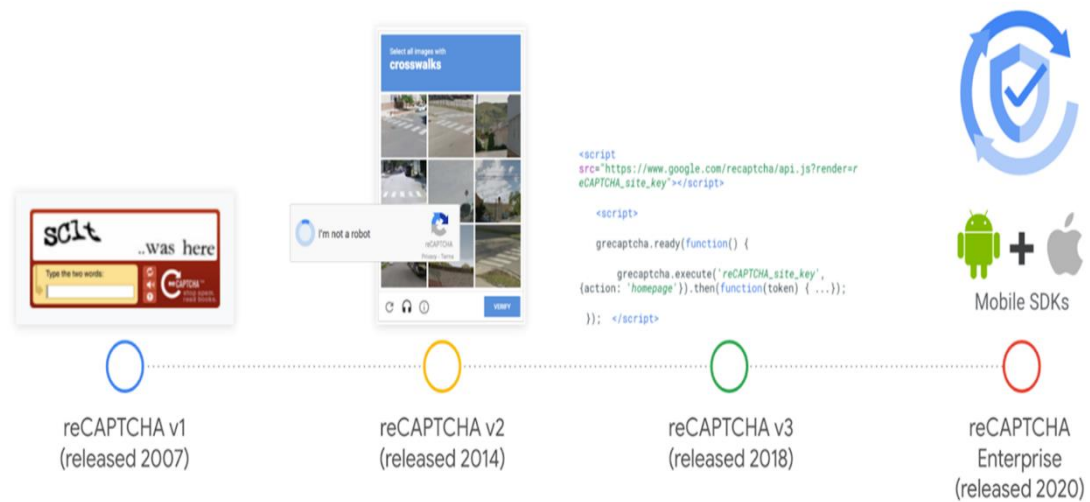 sclt
..was here
Type the two words:
reCAPTCHA™
stop spam.
read books.
reCAPTCHA v1
(released 2007)
Select all images with
crosswalks
I'm not a robot
reCAPTCHA
Privacy - Terms
VERIFY
reCAPTCHA v2
(released 2014)
<script
src="https://www.google.com/recaptcha/api.js?render=r
eCAPTCHA_site_key"></script>
<script>
grecaptcha.ready(function() {
grecaptcha.execute('reCAPTCHA_site_key',
{action: 'homepage'}).then(function(token) { ...});
}); </script>
reCAPTCHA v3
(released 2018)
+
Mobile SDKs
reCAPTCHA
Enterprise
(released 2020)